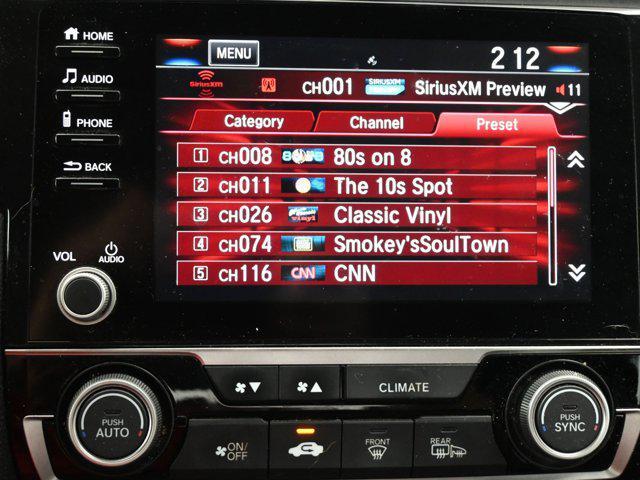 HOME
MENU
2 12
AUDIO
SiriusXM
CH001
SIRIUSXM
SiriusXM Preview
11
PHONE
Category
Channel
Preset
BACK
1 CH008 80s on 8
2 CH011 The 10s Spot
3 CH026 Classic Vinyl
4 CH074 Smokey'sSoulTown
5 CH116 CNN CNN
VOL
AUDIO
CLIMATE
PUSH
AUTO
PUSH
SYNC
ON/
OFF
FRONT
REAR